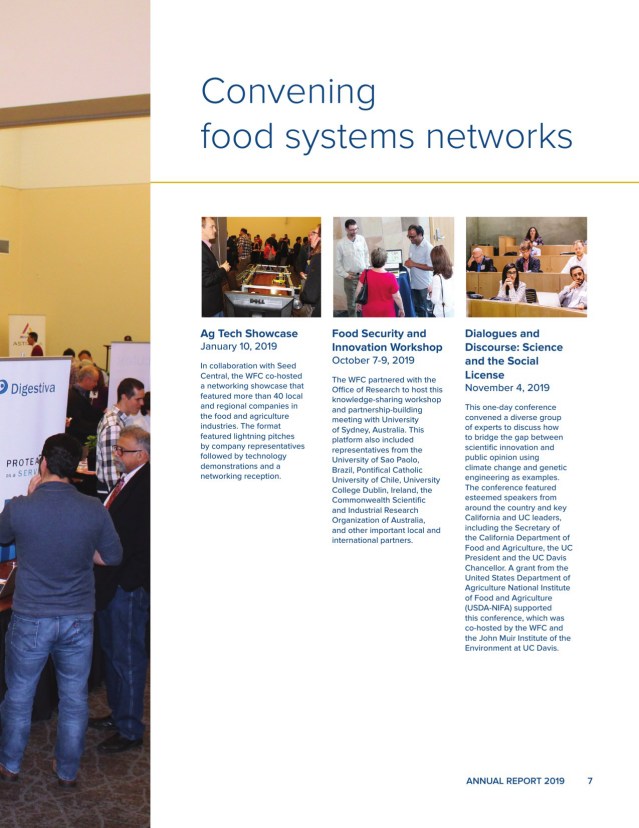 Convening
food systems networks
Ag Tech Showcase
January 10, 2019
In collaboration with Seed
Central, the WFC co-hosted
a networking showcase that
featured more than 40 local
and regional companies in
the food and agriculture
industries. The format
featured lightning pitches
by company representatives
followed by technology
demonstrations and a
networking reception.
Food Security and
Innovation Workshop
October 7-9, 2019
The WFC partnered with the
Office of Research to host this
knowledge-sharing workshop
and partnership-building
meeting with University
of Sydney, Australia. This
platform also included
representatives from the
University of Sao Paolo,
Brazil, Pontifical Catholic
University of Chile, University
College Dublin, Ireland, the
Commonwealth Scientific
and Industrial Research
Organization of Australia,
and other important local and
international partners.
Dialogues and
Discourse: Science
and the Social
License
November 4, 2019
This one-day conference
convened a diverse group
of experts to discuss how
to bridge the gap between
scientific innovation and
public opinion using
climate change and genetic
engineering as examples.
The conference featured
esteemed speakers from
around the country and key
California and UC leaders,
including the Secretary of
the California Department of
Food and Agriculture, the UC
President and the UC Davis
Chancellor. A grant from the
United States Department of
Agriculture National Institute
of Food and Agriculture
(USDA-NIFA) supported
this conference, which was
co-hosted by the WFC and
the John Muir Institute of the
Environment at UC Davis.
Digestiva
DELL
ANNUAL REPORT 2019 7